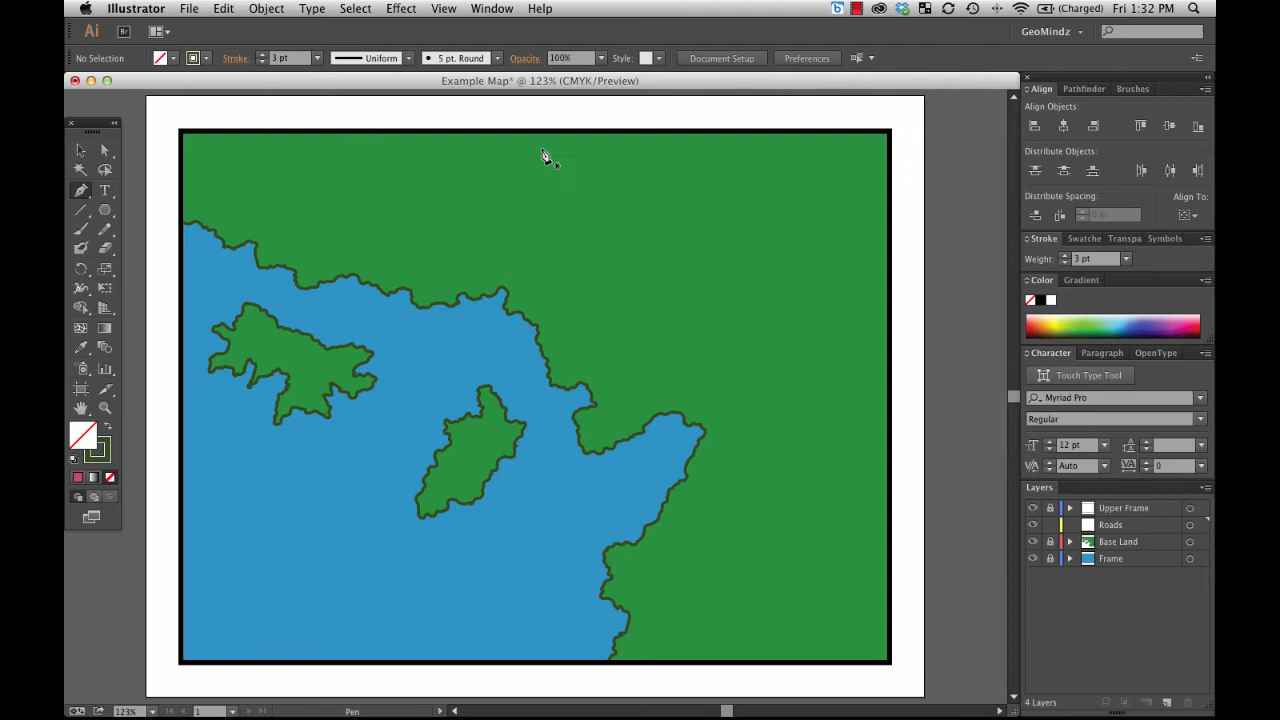 Illustrator File Edit Object Type Select Effect View Window Help (Charged) Fri 1:32 PM
Ai Br GeoMindz
No Selection Stroke: 3 pt Uniform 5 pt. Round Opacity: 100% Style: Document Setup Preferences
Example Map* @ 123% (CMYK/Preview)
Align Pathfinder Brushes
Align Objects:
Distribute Objects:
Distribute Spacing: Align To:
0 in
Stroke Swatche Transpa Symbols
Weight: 3 pt
Color Gradient
Character Paragraph OpenType
Touch Type Tool
Myriad Pro
Regular
12 pt
Auto 0
Layers
Upper Frame
Roads
Base Land
Frame
123% 1 Pen 4 Layers